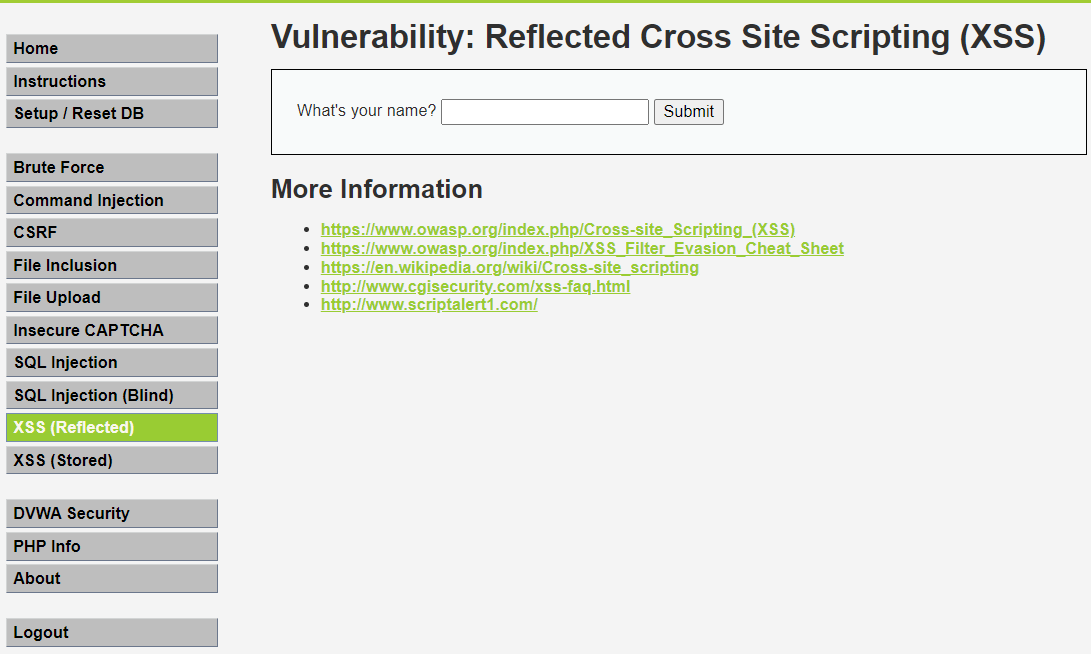 Home
Instructions
Setup / Reset DB
Brute Force
Command Injection
CSRF
File Inclusion
File Upload
Insecure CAPTCHA
SQL Injection
SQL Injection (Blind)
XSS (Reflected)
XSS (Stored)
DVWA Security
PHP Info
About
Logout
Vulnerability: Reflected Cross Site Scripting (XSS)
What's your name? Submit
More Information
https://www.owasp.org/index.php/Cross-site_Scripting_(XSS)
https://www.owasp.org/index.php/XSS_Filter_Evasion_Cheat_Sheet
https://en.wikipedia.org/wiki/Cross-site_scripting
http://www.cgisecurity.com/xss-faq.html
http://www.scriptalert1.com/